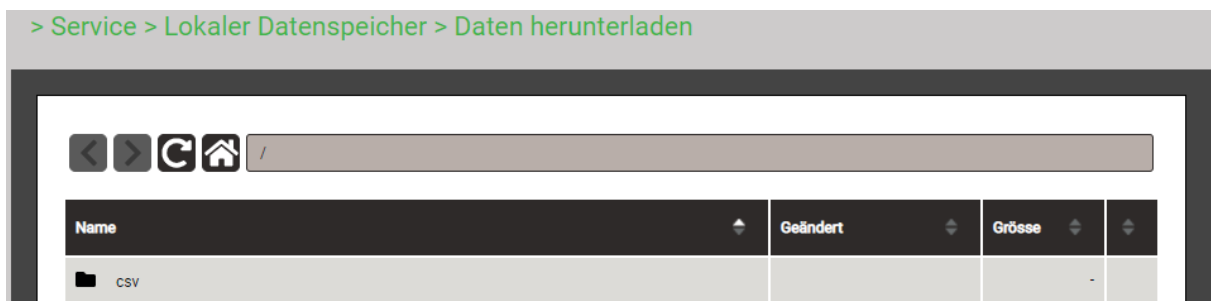 > Service > Lokaler Datenspeicher > Daten herunterladen
/
Name Geändert Grösse
csv -